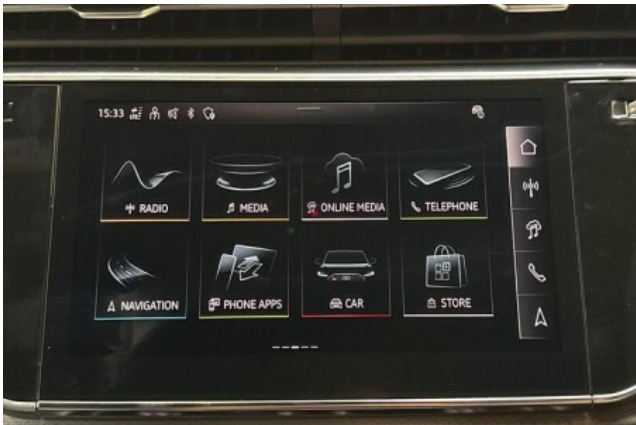 15:33
RADIO
MEDIA
ONLINE MEDIA
TELEPHONE
NAVIGATION
PHONE APPS
CAR
STORE